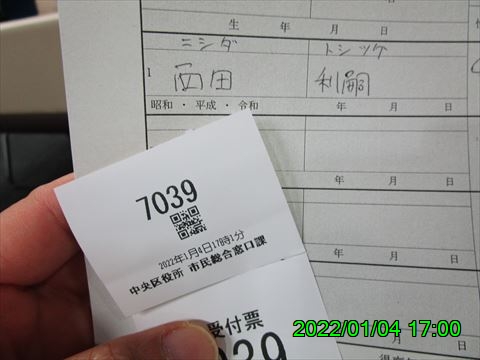 生 年 月 日
ニシダ トシツグ
1 西田 利嗣
昭和・平成・令和 年 月 日
年 月 日
年 月 日
7039
2022年1月4日17時1分
中央区役所 市民総合窓口課
受付票
2022/01/04 17:00